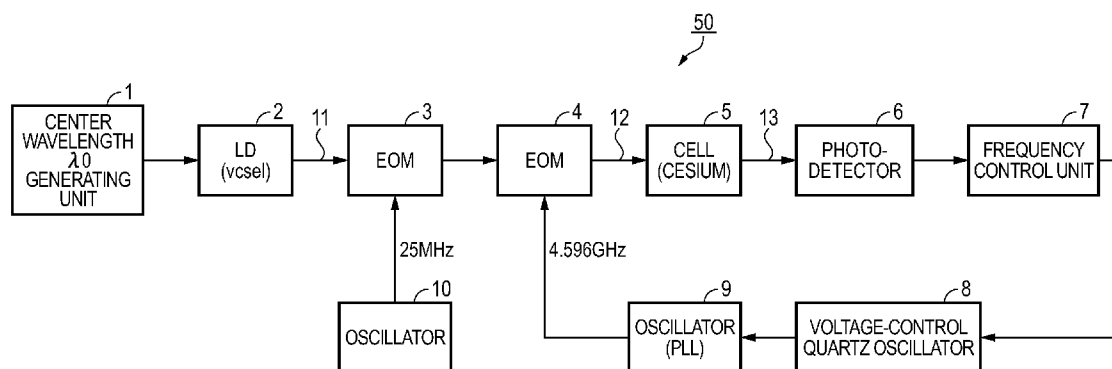 50
1
CENTER
WAVELENGTH
λ0
GENERATING
UNIT
2
LD
(vcsel)
11
3
EOM
4
EOM
12
5
CELL
(CESIUM)
13
6
PHOTO-
DETECTOR
7
FREQUENCY
CONTROL UNIT
25MHz
4.596GHz
10
OSCILLATOR
9
OSCILLATOR
(PLL)
8
VOLTAGE-CONTROL
QUARTZ OSCILLATOR